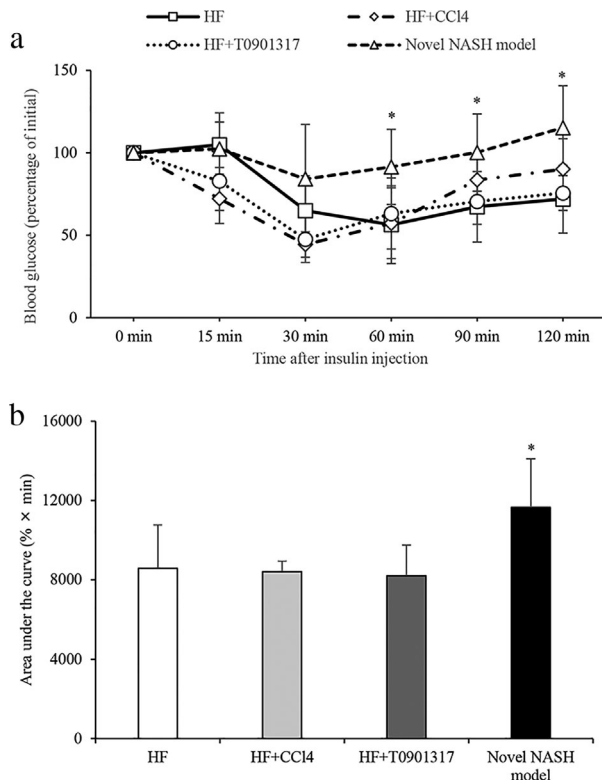 a
HF
HF+CCl4
HF+T0901317
Novel NASH model
Blood glucose (percentage of initial)
150
100
50
0
*
*
*
0 min
15 min
30 min
60 min
90 min
120 min
Time after insulin injection
b
Area under the curve (% × min)
16000
12000
8000
4000
0
*
HF
HF+CCl4
HF+T0901317
Novel NASH
model